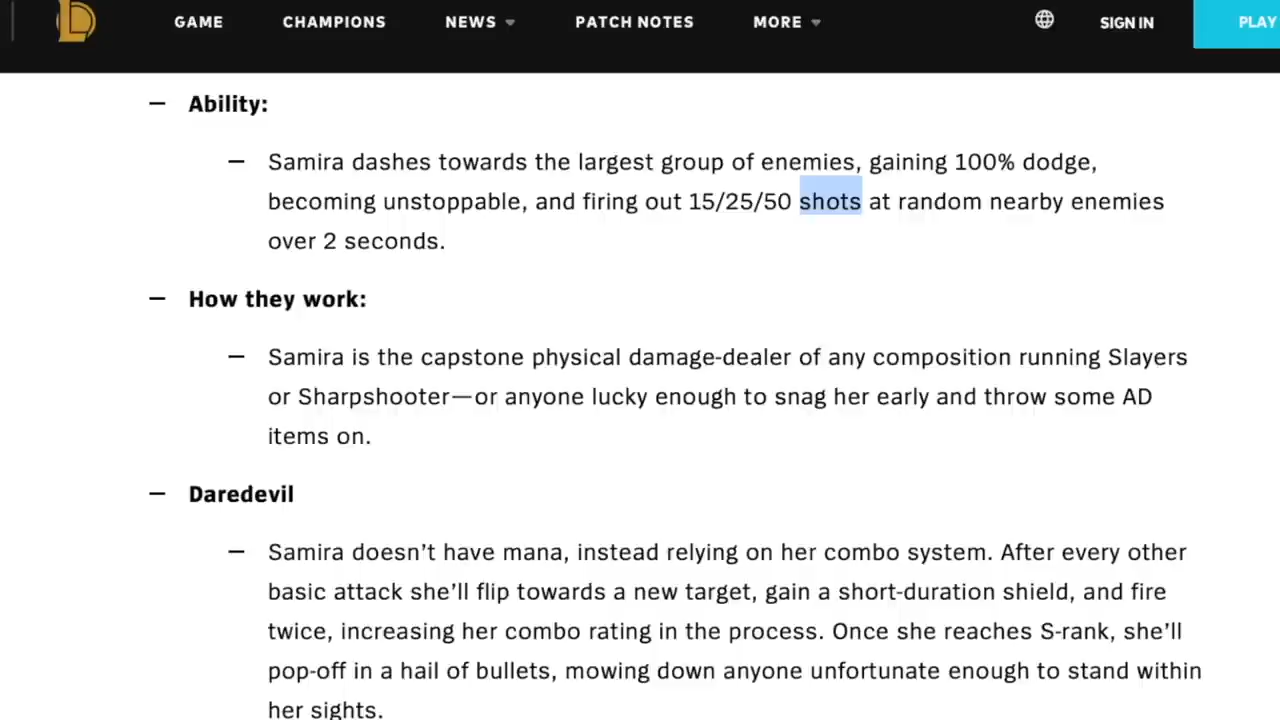 GAME CHAMPIONS NEWS PATCH NOTES MORE SIGN IN PLAY
— Ability:
— Samira dashes towards the largest group of enemies, gaining 100% dodge,
becoming unstoppable, and firing out 15/25/50 shots at random nearby enemies
over 2 seconds.
— How they work:
— Samira is the capstone physical damage-dealer of any composition running Slayers
or Sharpshooter—or anyone lucky enough to snag her early and throw some AD
items on.
— Daredevil
— Samira doesn’t have mana, instead relying on her combo system. After every other
basic attack she’ll flip towards a new target, gain a short-duration shield, and fire
twice, increasing her combo rating in the process. Once she reaches S-rank, she’ll
pop-off in a hail of bullets, mowing down anyone unfortunate enough to stand within
her sights.